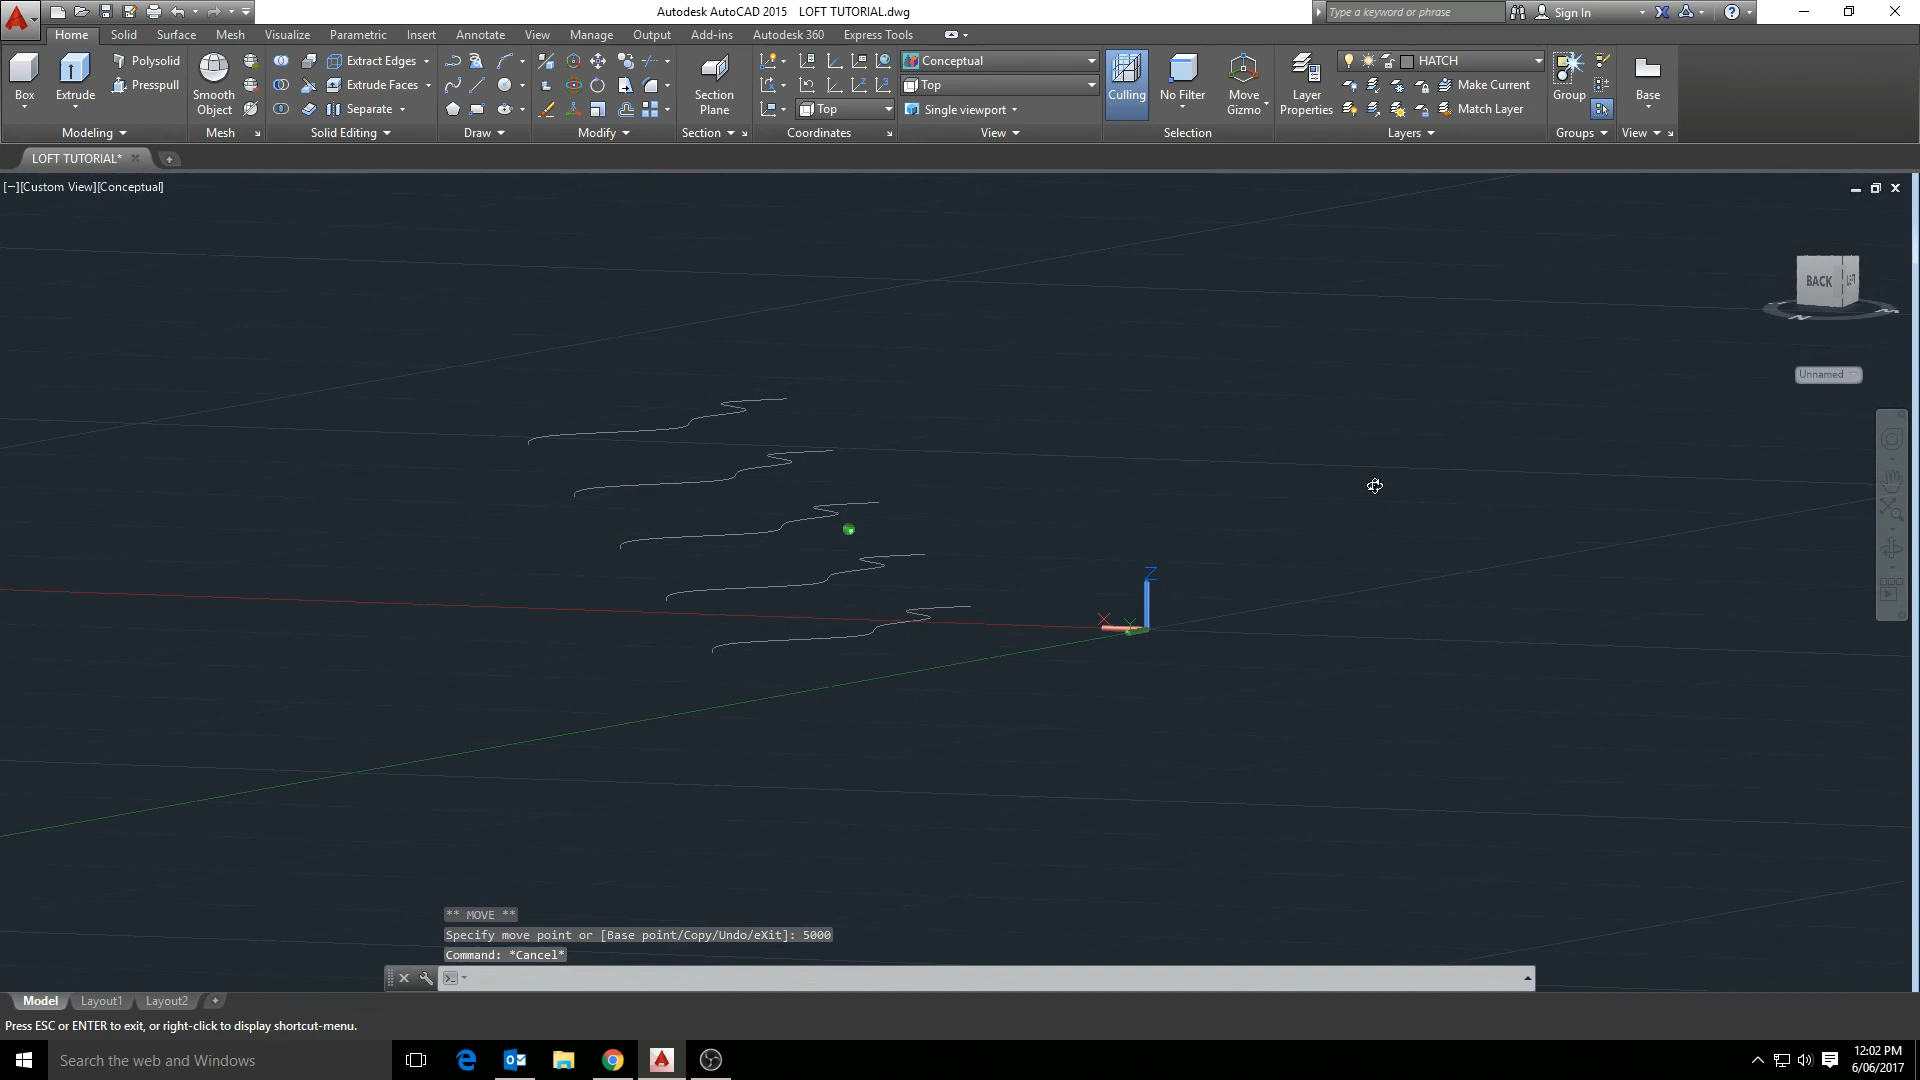 Autodesk AutoCAD 2015 LOFT TUTORIAL.dwg
Type a keyword or phrase
Sign In
Home Solid Surface Mesh Visualize Parametric Insert Annotate View Manage Output Add-ins Autodesk 360 Express Tools
Box
Extrude
Polysolid
Presspull
Modeling
Smooth Object
Mesh
Extract Edges
Extrude Faces
Separate
Solid Editing
Draw
Modify
Section Plane
Section
Top
Coordinates
Conceptual
Top
Single viewport
View
Culling
No Filter
Move Gizmo
Selection
Layer Properties
HATCH
Make Current
Match Layer
Layers
Group
Groups
Base
View
LOFT TUTORIAL*
[−][Custom View][Conceptual]
BACK
LEFT
N
W
Unnamed
Z
X
Y
** MOVE **
Specify move point or [Base point/Copy/Undo/eXit]: 5000
Command: *Cancel*
Model Layout1 Layout2
Press ESC or ENTER to exit, or right-click to display shortcut-menu.
Search the web and Windows
12:02 PM
6/06/2017